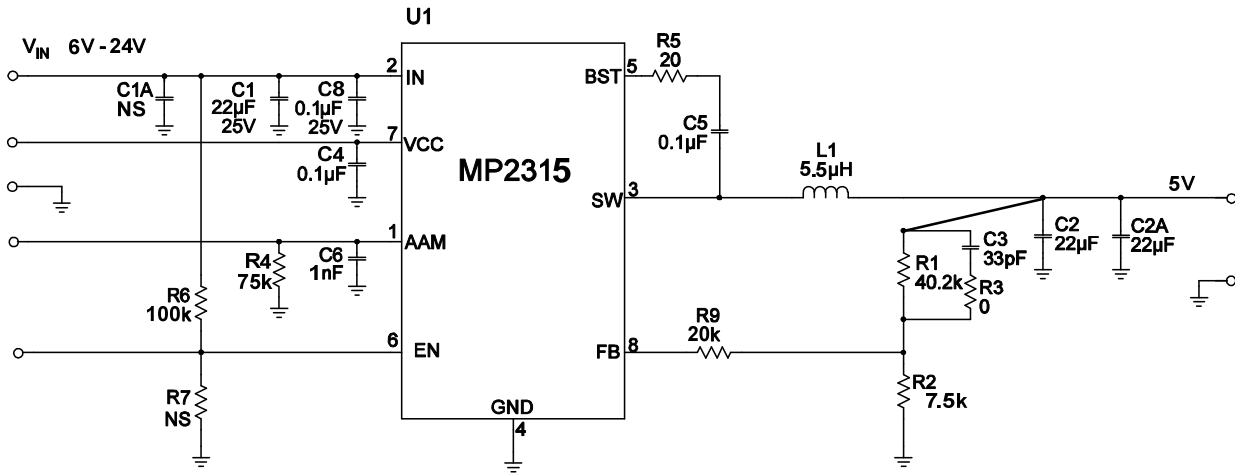 U1
V_IN 6V - 24V
2
IN
C1A
NS
C1
22µF
25V
C8
0.1µF
25V
7
VCC
C4
0.1µF
1
AAM
R4
75k
C6
1nF
R6
100k
6
EN
R7
NS
MP2315
GND
4
BST
5
R5
20
C5
0.1µF
SW
3
L1
5.5µH
5V
C2
22µF
C2A
22µF
C3
33pF
R1
40.2k
R3
0
FB
8
R9
20k
R2
7.5k